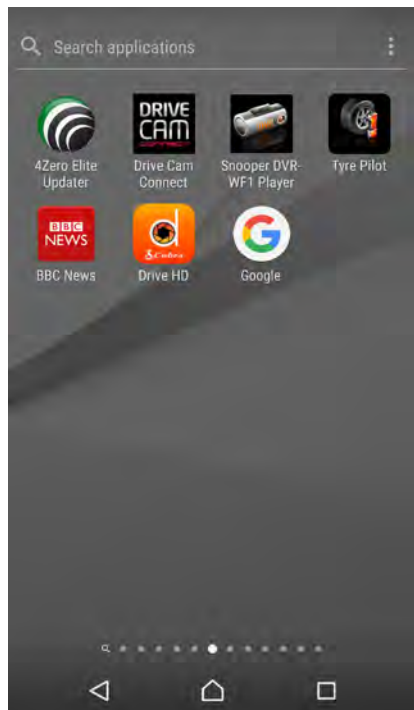 Search applications
DRIVE
CAM
CONNECT
4Zero Elite
Updater
Drive Cam
Connect
Snooper DVR-
WF1 Player
Tyre Pilot
BBC
NEWS
d
BBC News
Drive HD
Google